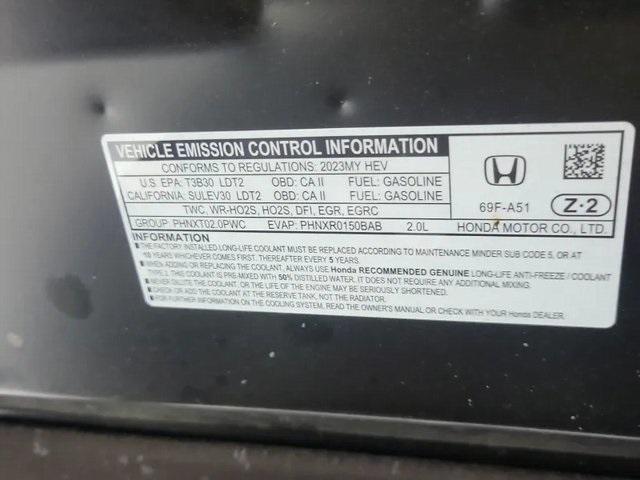 VEHICLE EMISSION CONTROL INFORMATION
CONFORMS TO REGULATIONS: 2023MY HEV
U.S. EPA: T3B30 LDT2 OBD: CA II FUEL: GASOLINE
CALIFORNIA: SULEV30 LDT2 OBD: CA II FUEL: GASOLINE
TWC, WR-HO2S, HO2S, DFI, EGR, EGRC
GROUP: PHNXT02.0PWC EVAP: PHNXR0150BAB 2.0L
69F-A51
Z-2
HONDA MOTOR CO., LTD.
INFORMATION
■THE FACTORY INSTALLED LONG-LIFE COOLANT MUST BE REPLACED ACCORDING TO MAINTENANCE MINDER SUB CODE 5, OR AT
10 YEARS WHICHEVER COMES FIRST. THEREAFTER EVERY 5 YEARS.
■WHEN ADDING OR REPLACING THE COOLANT, ALWAYS USE Honda RECOMMENDED GENUINE LONG-LIFE ANTI-FREEZE / COOLANT
TYPE 2. THIS COOLANT IS PRE-MIXED WITH 50% DISTILLED WATER. IT DOES NOT REQUIRE ANY ADDITIONAL MIXING.
■NEVER DILUTE THE COOLANT, OR LIFE OF THE ENGINE MAY BE SERIOUSLY SHORTENED.
■CHECK OR ADD THE COOLANT AT THE RESERVE TANK, NOT THE RADIATOR.
■FOR FURTHER INFORMATION ON THE COOLING SYSTEM, READ THE OWNER'S MANUAL OR CHECK WITH YOUR Honda DEALER.